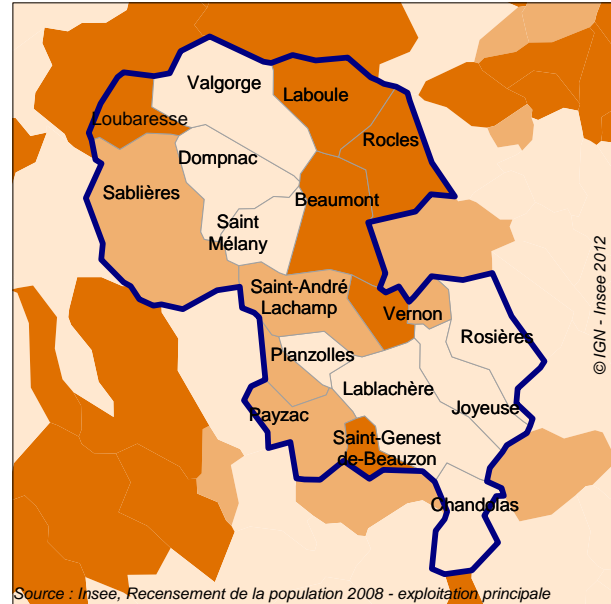 Valgorge
Laboule
Loubaresse
Rocles
Dompnac
Sablières
Beaumont
Saint
Mélany
Saint-André
Lachamp
Vernon
Rosières
Planzolles
Lablachère
Joyeuse
Payzac
Saint-Genest
de-Beauzon
Chandolas
© IGN - Insee 2012
Source : Insee, Recensement de la population 2008 - exploitation principale